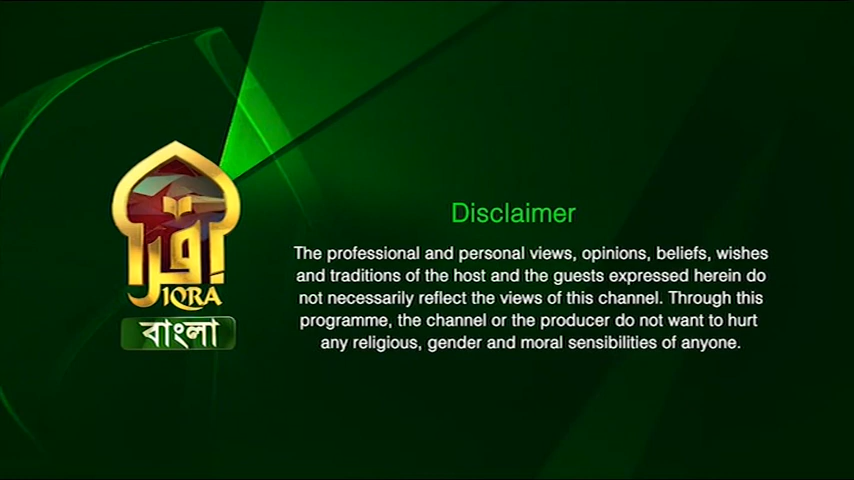 اقرأ
IQRA
বাংলা
Disclaimer
The professional and personal views, opinions, beliefs, wishes
and traditions of the host and the guests expressed herein do
not necessarily reflect the views of this channel. Through this
programme, the channel or the producer do not want to hurt
any religious, gender and moral sensibilities of anyone.